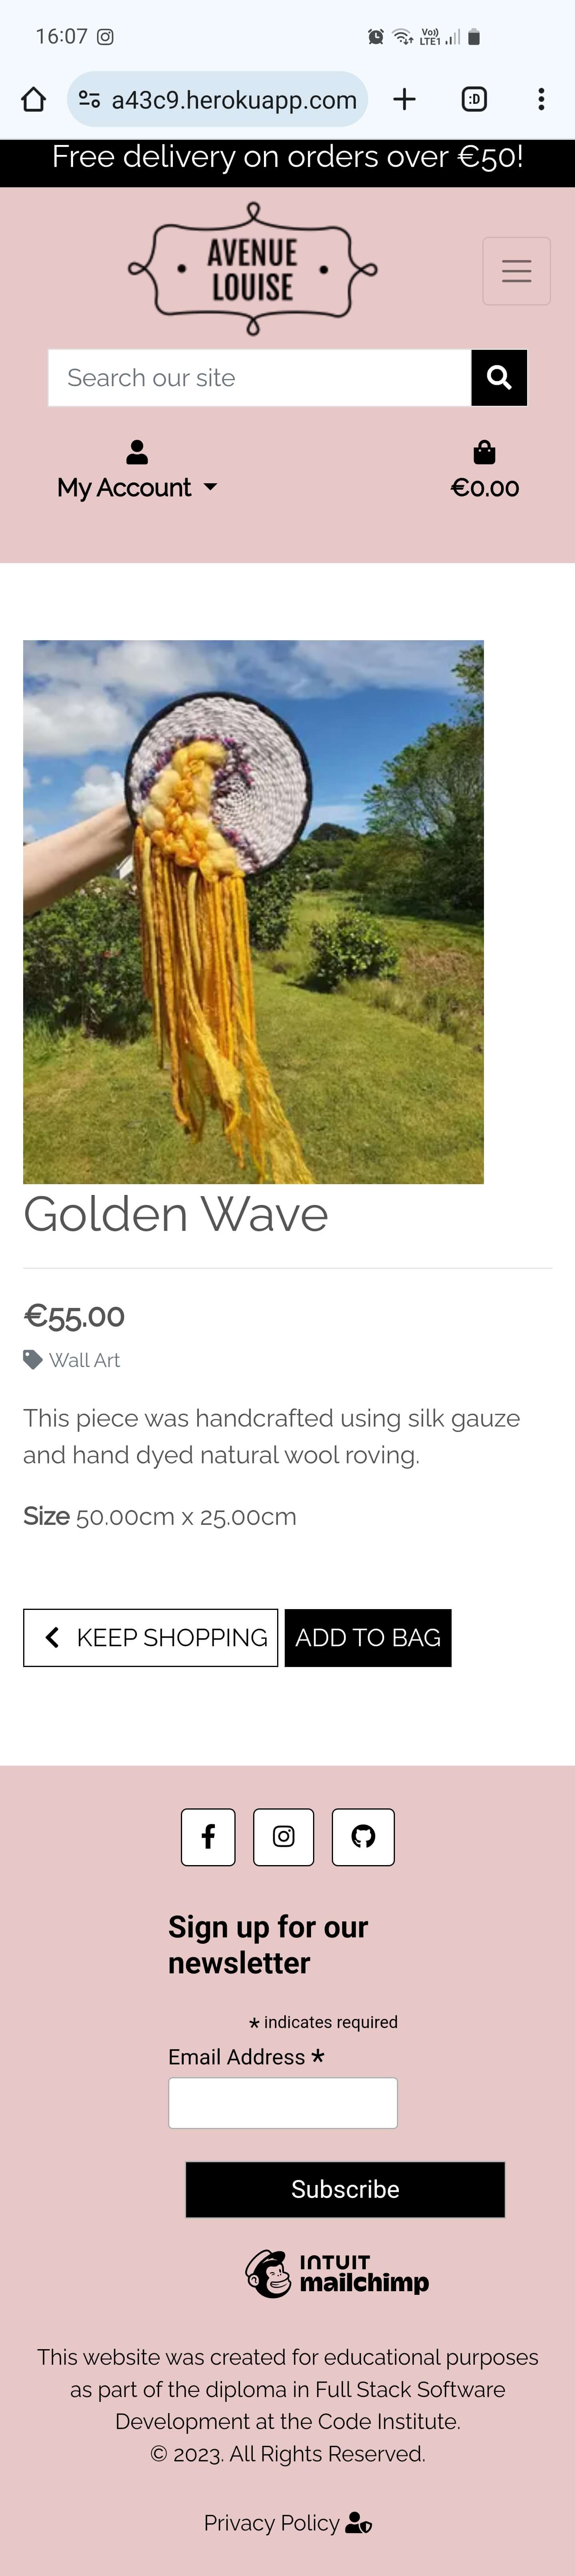 16:07
Vo))
LTE1
a43c9.herokuapp.com
:D
Free delivery on orders over €50!
AVENUE
LOUISE
Search our site
My Account
€0.00
Golden Wave
€55.00
Wall Art
This piece was handcrafted using silk gauze
and hand dyed natural wool roving.
Size 50.00cm x 25.00cm
KEEP SHOPPING
ADD TO BAG
Sign up for our
newsletter
* indicates required
Email Address *
Subscribe
INTUIT
mailchimp
This website was created for educational purposes
as part of the diploma in Full Stack Software
Development at the Code Institute.
© 2023. All Rights Reserved.
Privacy Policy